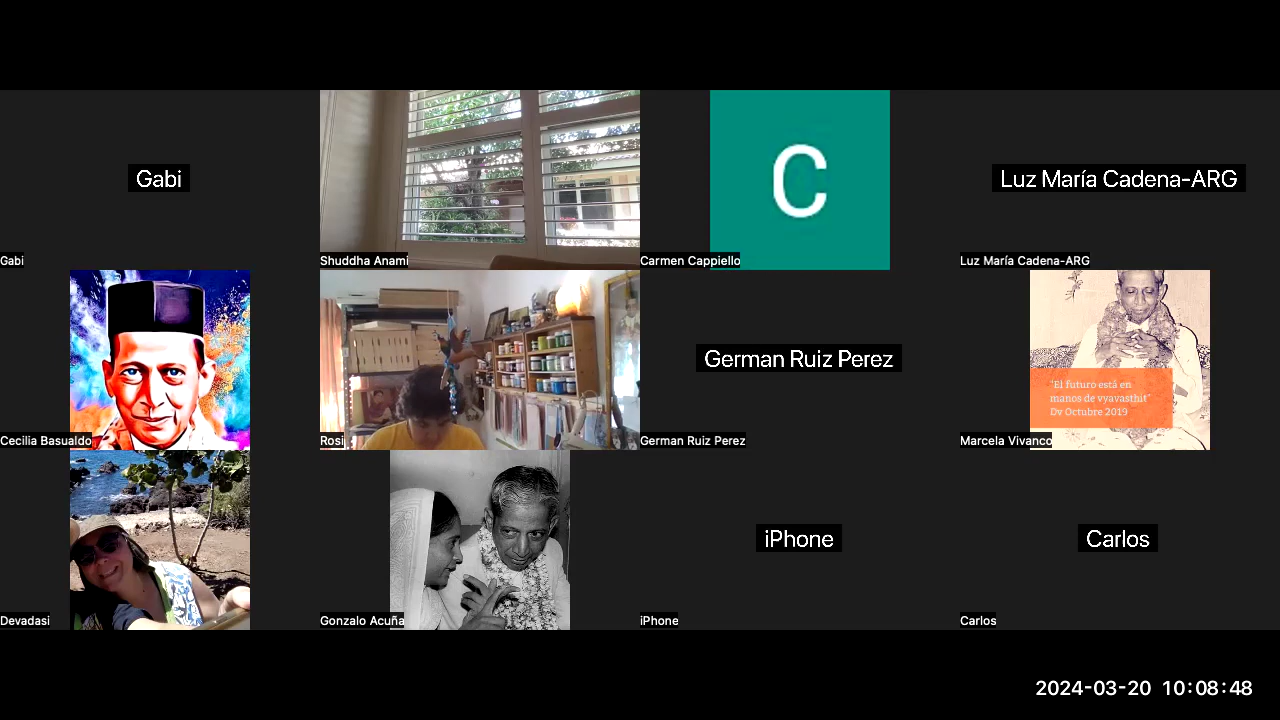 Gabi
Gabi
Shuddha Anami
C
Carmen Cappiello
Luz María Cadena-ARG
Luz María Cadena-ARG
Cecilia Basualdo
Rosi
German Ruiz Perez
German Ruiz Perez
"El futuro está en
manos de vyavasthit"
Dv Octubre 2019
Marcela Vivanco
Devadasi
Gonzalo Acuña
iPhone
iPhone
Carlos
Carlos
2024-03-20 10:08:48